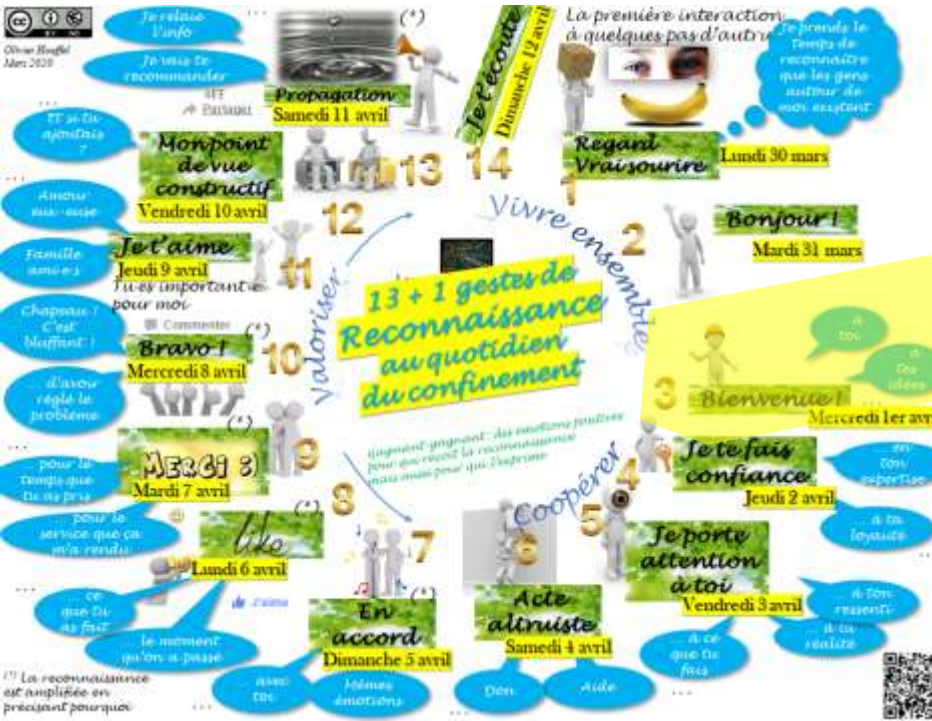 BY NC
Olivier Hoeffel
Mars 2020
Je relaie
l'info
Je vais te
recommander
(*)
Partager
Propagation
Samedi 11 avril
Je t'écoute
Dimanche 12 avril
14
La première interaction
à quelques pas d'autrui
Je prends le
temps de
reconnaître
que les gens
autour de
moi existent
Regard
Vrai sourire
Lundi 30 mars
1
...
Et si tu
ajoutais
?
Mon point
de vue
constructif
Vendredi 10 avril
13
...
Amour
eux-euse
Famille
ami·e·s
Je t'aime
Jeudi 9 avril
Tu es important·e
pour moi
12
11
2
Bonjour !
Mardi 31 mars
Vivre ensemble
Valoriser
Coopérer
13 + 1 gestes de
Reconnaissance
au quotidien
du confinement
gagnant-gagnant : des émotions positives
pour qui reçoit la reconnaissance
mais aussi pour qui l'exprime
Chapeau !
C'est
bluffant !
Commenter
(*)
Bravo !
Mercredi 8 avril
10
... d'avoir
réglé le
problème
3
... à
toi
... à
tes
idées
Bienvenue !
...
Mercredi 1er avr
...
... pour le
temps que
tu as pris
(*)
MERCI :)
Mardi 7 avril
9
... pour le
service que ça
m'a rendu
4
Je te fais
confiance
Jeudi 2 avril
... en
ton
expertise
... à ta
loyauté
...
8
(*)
like
Lundi 6 avril
J'aime
... ce
que tu
as fait
... le moment
qu'on a passé
5
Je porte
attention
à toi
Vendredi 3 avril
... à ton
ressenti
... à ta
réalité
... à ce
que tu
fais
...
7
(*)
En
accord
Dimanche 5 avril
... avec
toi
Mêmes
émotions
...
6
Acte
altruiste
Samedi 4 avril
Don
Aide
...
(*) La reconnaissance
est amplifiée en
précisant pourquoi
...